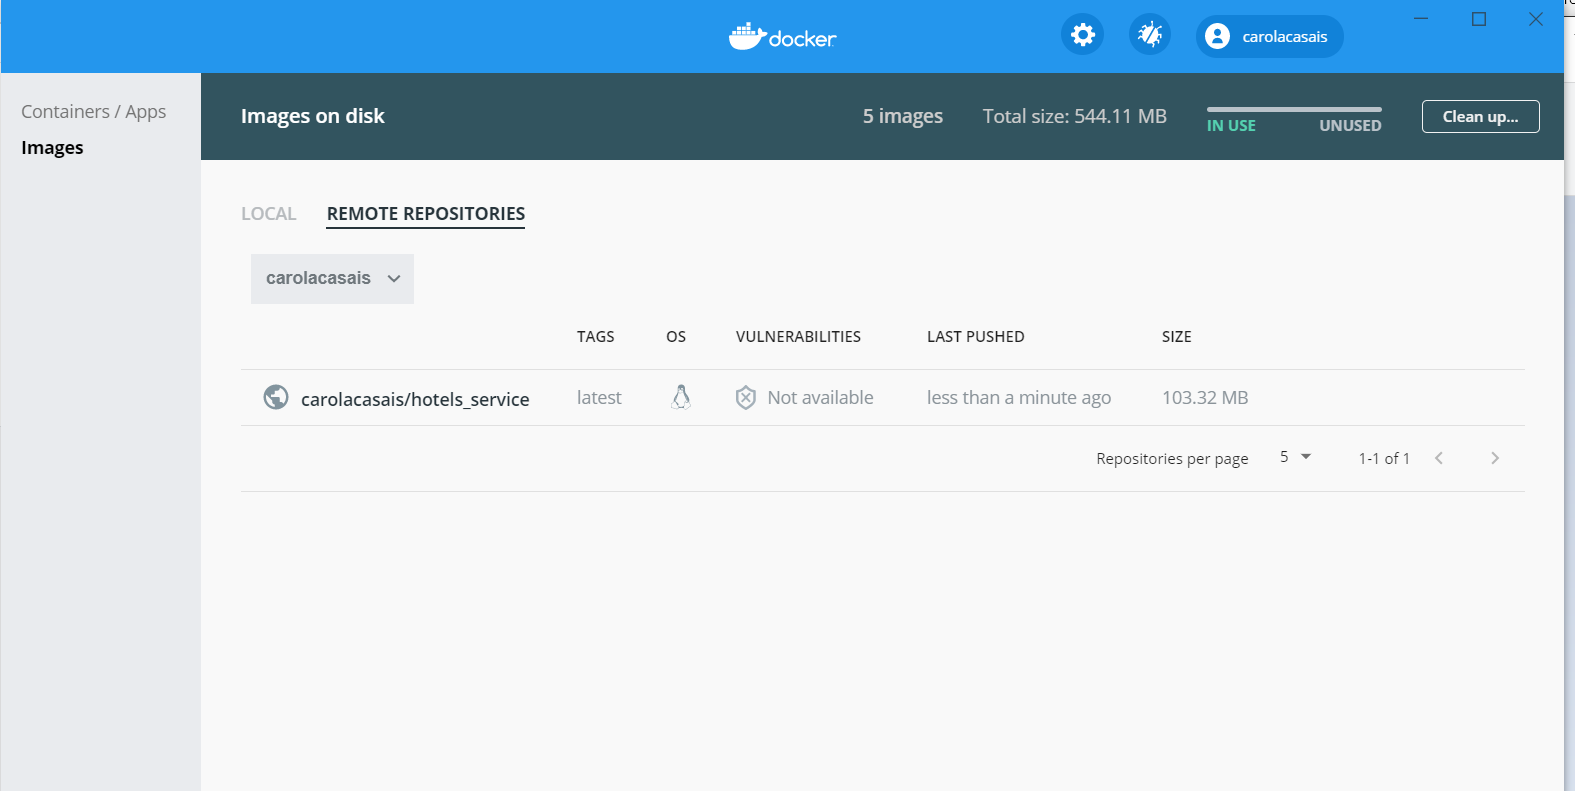 docker
carolacasais
Containers / Apps
Images
Images on disk
5 images
Total size: 544.11 MB
IN USE
UNUSED
Clean up...
LOCAL
REMOTE REPOSITORIES
carolacasais
TAGS
OS
VULNERABILITIES
LAST PUSHED
SIZE
carolacasais/hotels_service
latest
Not available
less than a minute ago
103.32 MB
Repositories per page
5
1-1 of 1